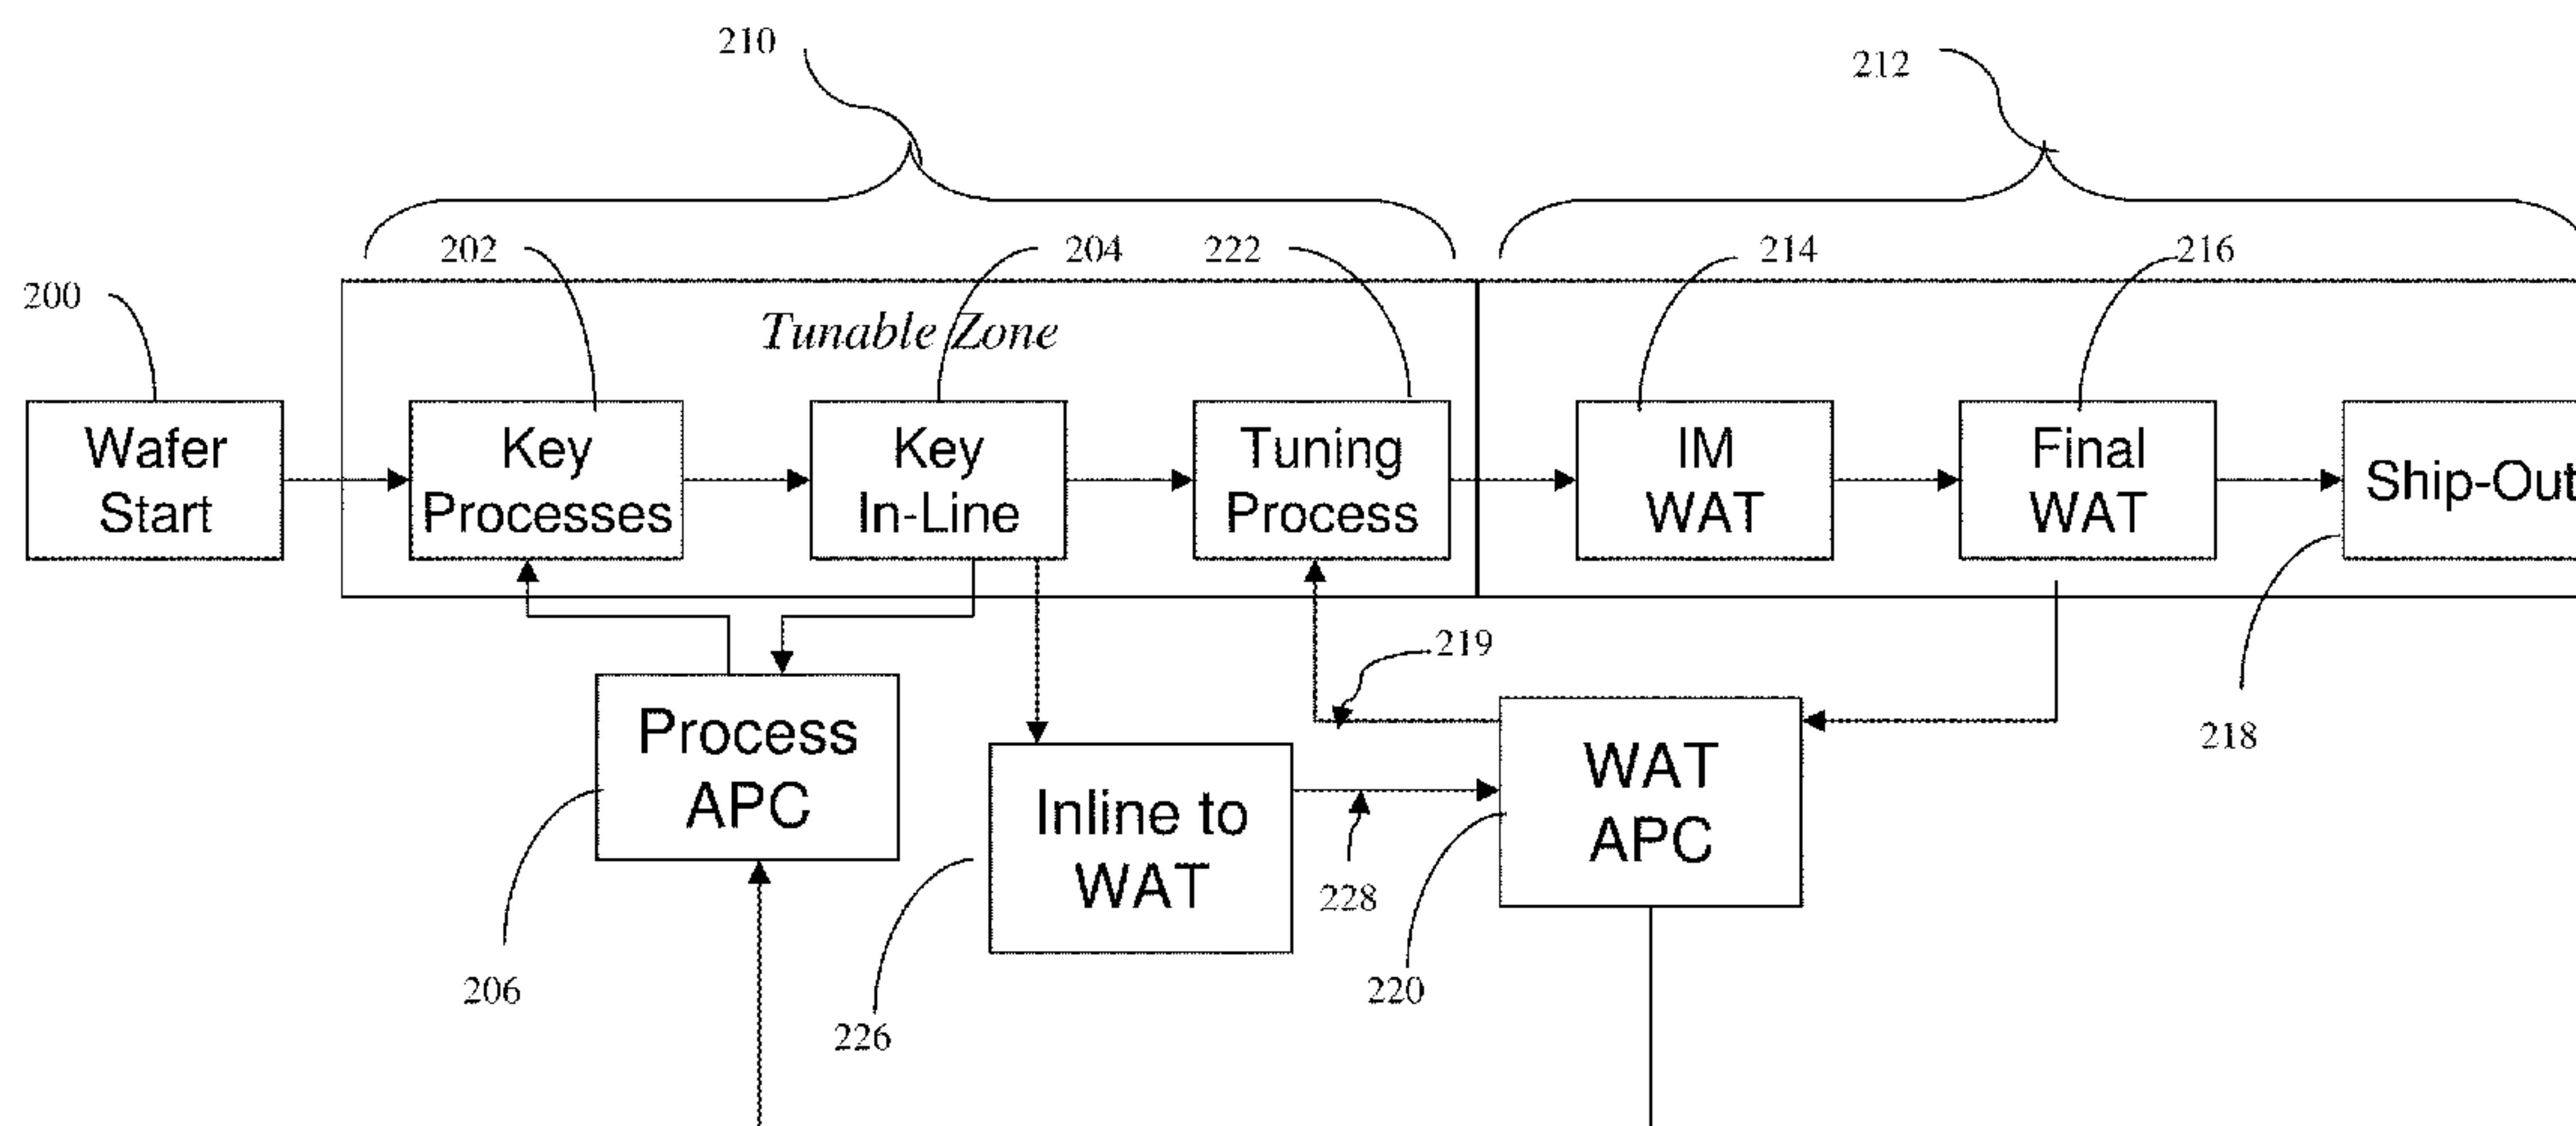 210
212
202
204
222
214
216
200
Tunable Zone
Wafer
Start
Key
Processes
Key
In-Line
Tuning
Process
IM
WAT
Final
WAT
Ship-Out
219
218
Process
APC
Inline to
WAT
WAT
APC
228
206
226
220